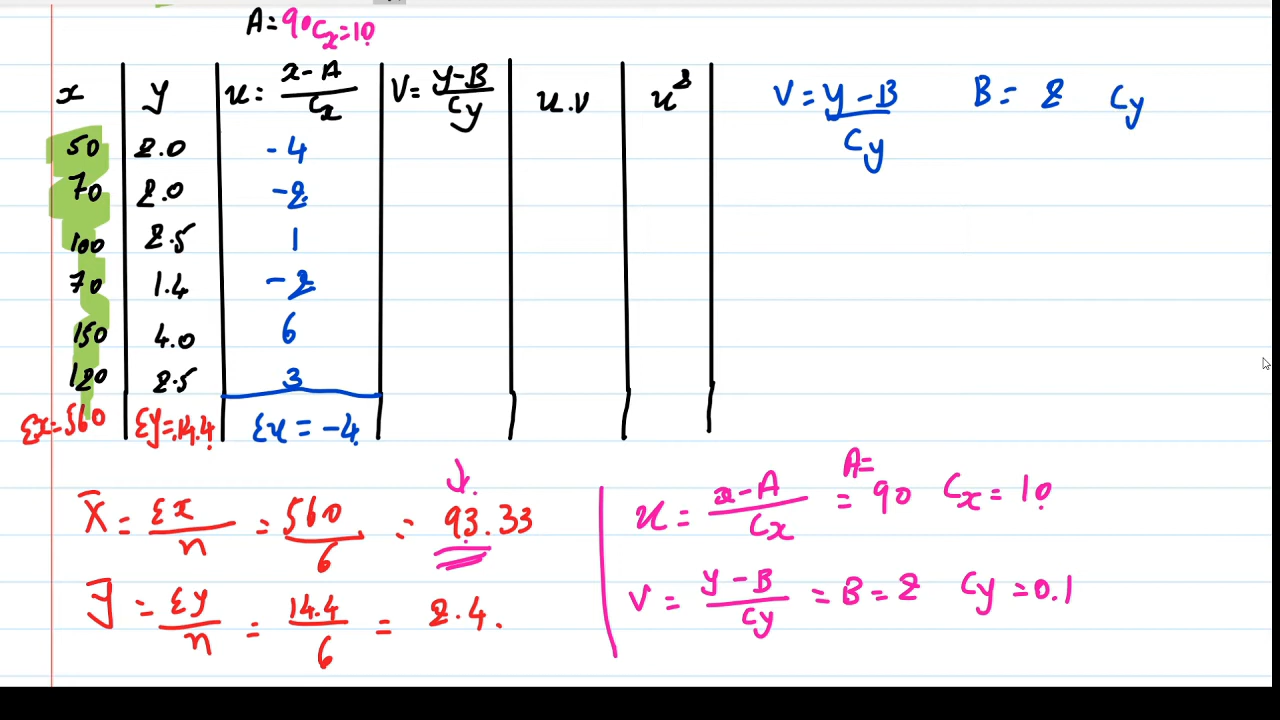 A=90 Cx=10
x y u= x-A/Cx V= y-B/Cy u.v u² V = y-B/Cy B= 2 Cy
50 2.0 -4
70 2.0 -2
100 2.5 1
70 1.4 -2
150 4.0 6
120 2.5 3
Σx=560 Σy=14.4 Σu = -4
X̄ = Σx/n = 560/6 = 93.33
ȳ = Σy/n = 14.4/6 = 2.4.
A=
u = x-A/Cx = 90 Cx = 10
V = y-B/Cy = B = 2 Cy = 0.1